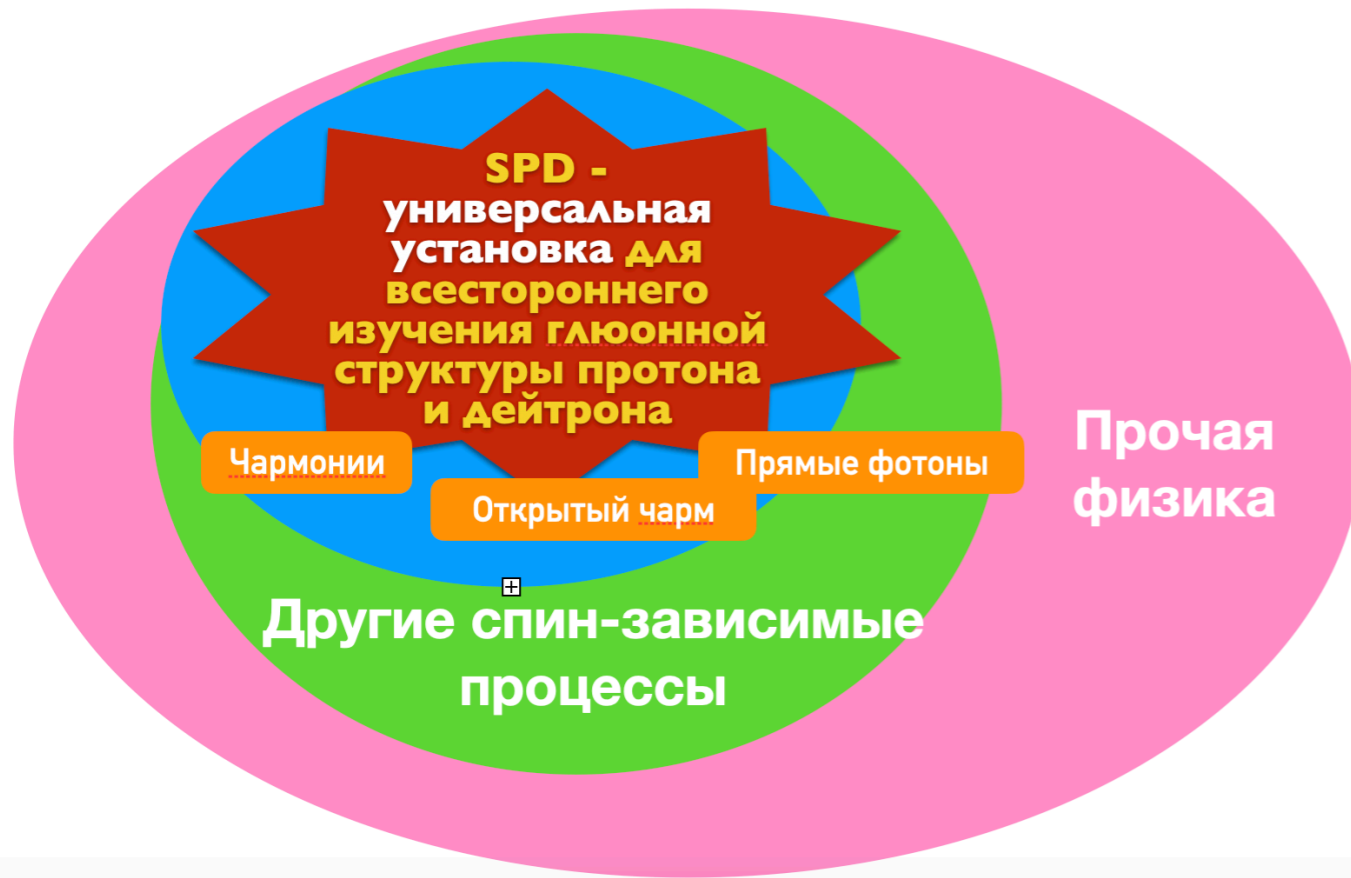 SPD -
универсальная
установка для
всестороннего
изучения глюонной
структуры протона
и дейтрона
Чармонии
Прямые фотоны
Открытый чарм
Прочая
физика
Другие спин-зависимые
процессы